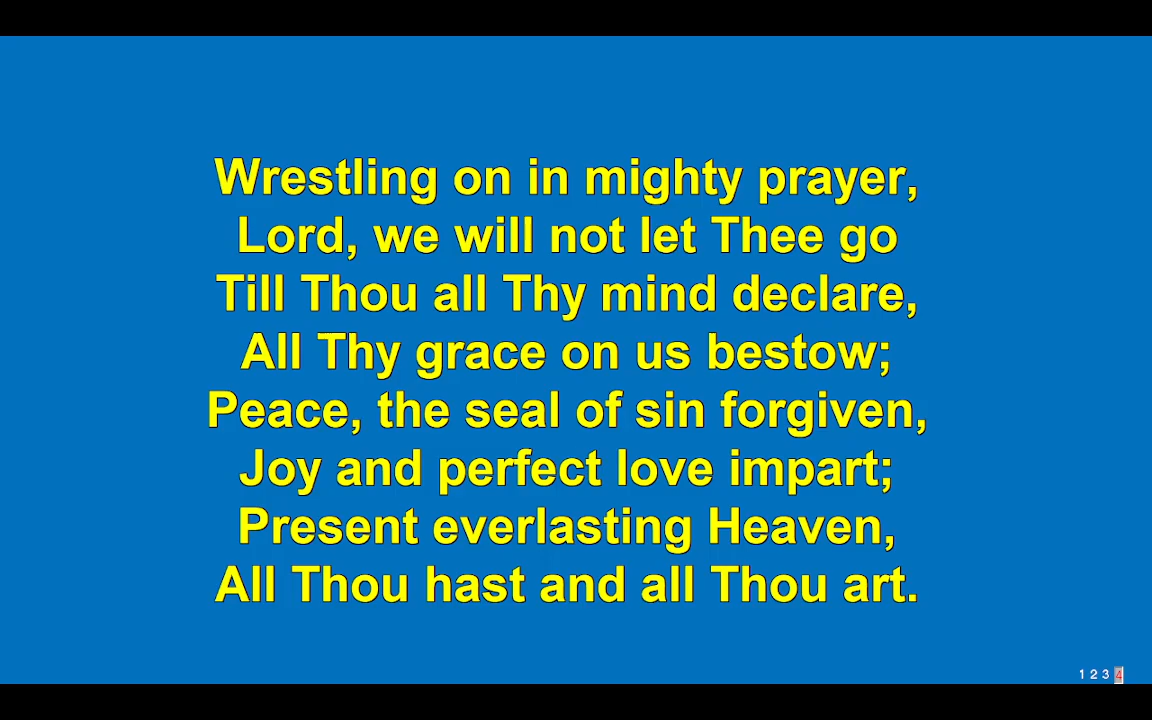 Wrestling on in mighty prayer,
Lord, we will not let Thee go
Till Thou all Thy mind declare,
All Thy grace on us bestow;
Peace, the seal of sin forgiven,
Joy and perfect love impart;
Present everlasting Heaven,
All Thou hast and all Thou art.
1 2 3 4